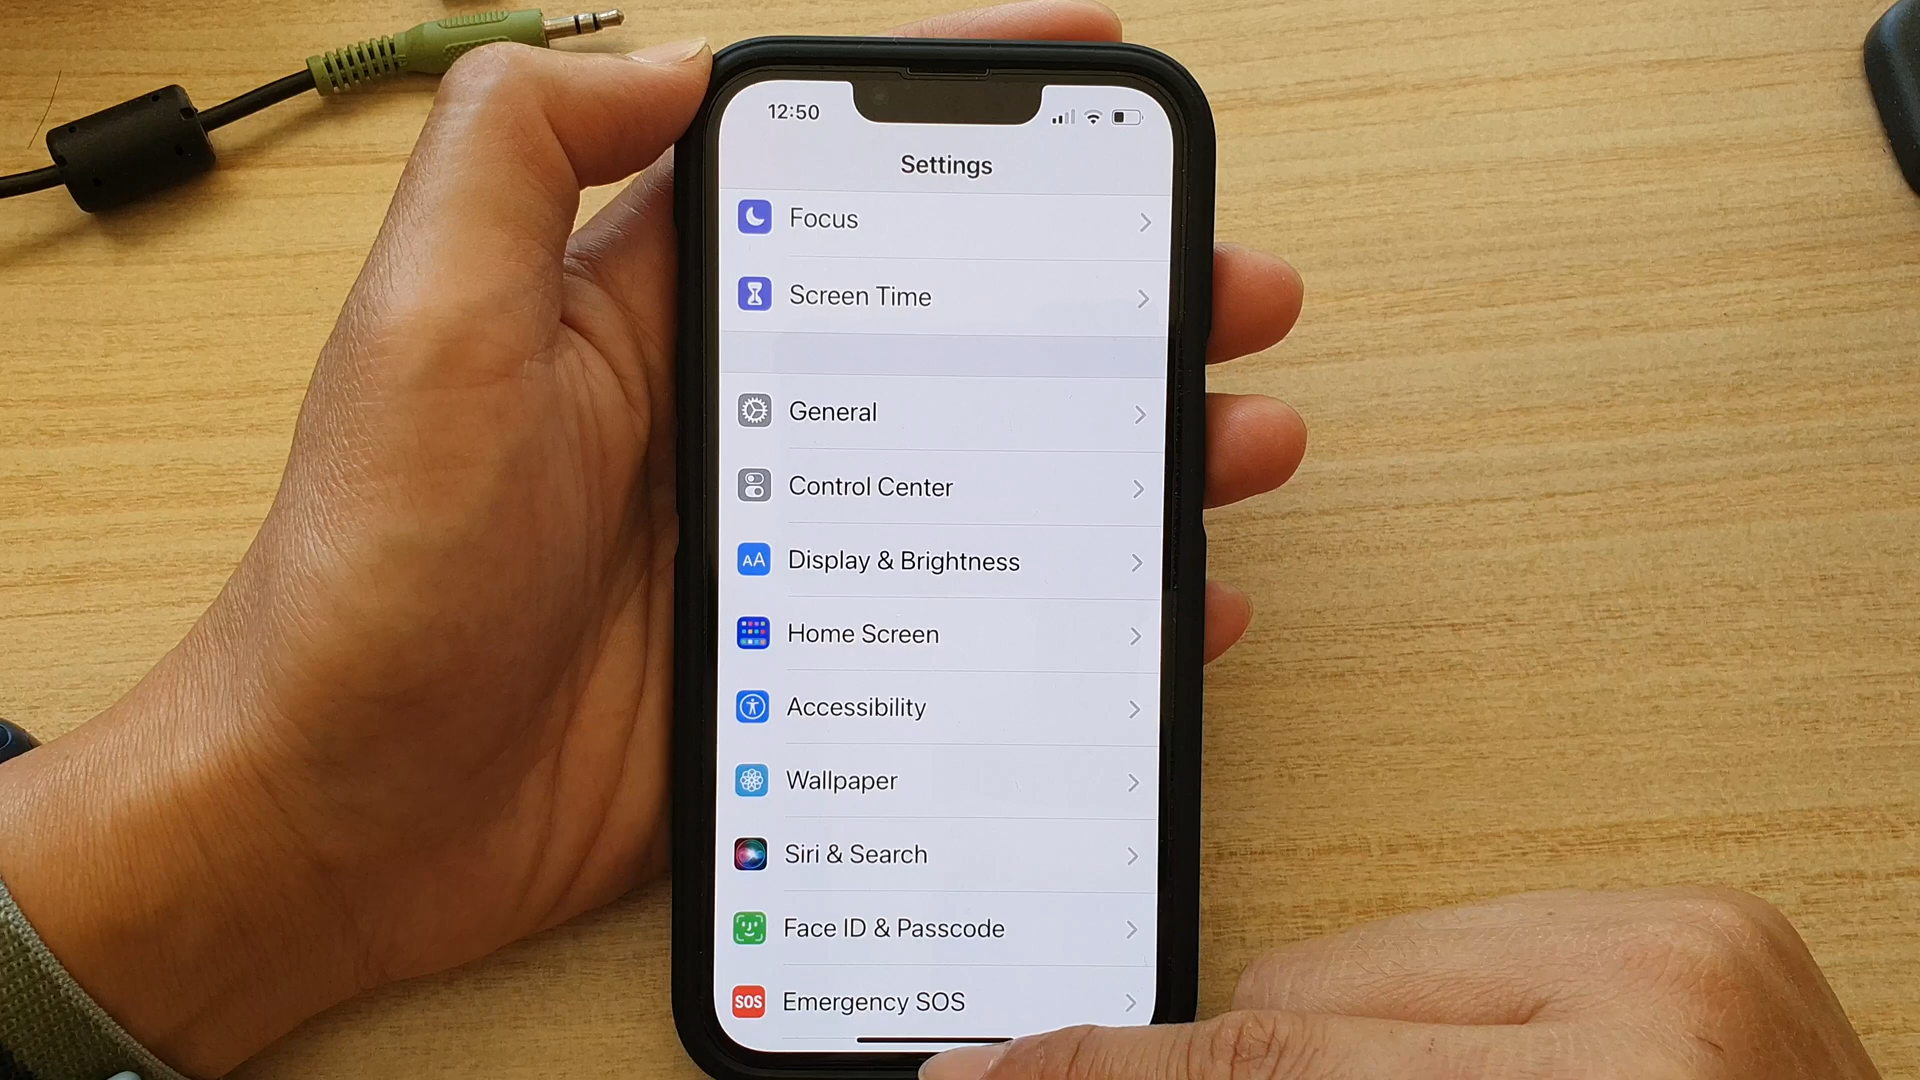 12:50
Settings
Focus
Screen Time
General
Control Center
AA Display & Brightness
Home Screen
Accessibility
Wallpaper
Siri & Search
Face ID & Passcode
SOS Emergency SOS